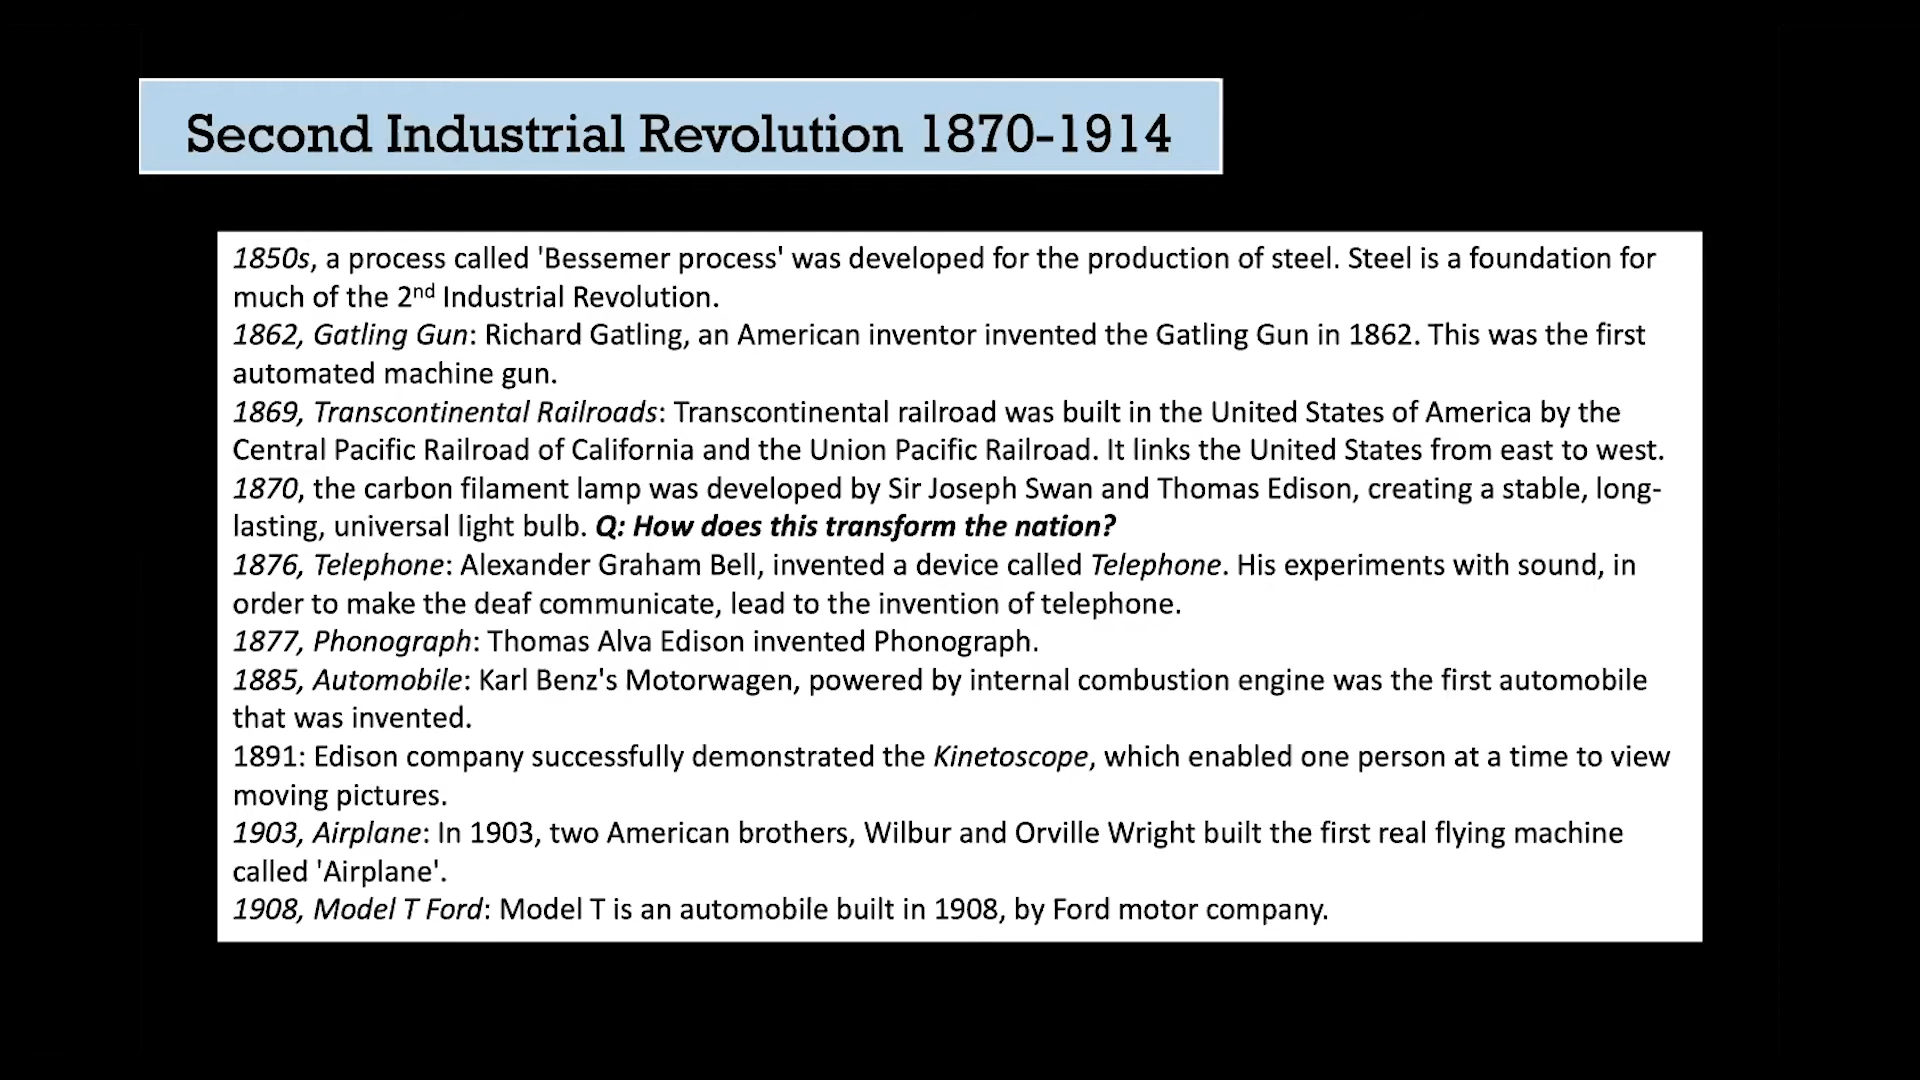 Second Industrial Revolution 1870-1914
1850s, a process called 'Bessemer process' was developed for the production of steel. Steel is a foundation for
much of the 2nd Industrial Revolution.
1862, Gatling Gun: Richard Gatling, an American inventor invented the Gatling Gun in 1862. This was the first
automated machine gun.
1869, Transcontinental Railroads: Transcontinental railroad was built in the United States of America by the
Central Pacific Railroad of California and the Union Pacific Railroad. It links the United States from east to west.
1870, the carbon filament lamp was developed by Sir Joseph Swan and Thomas Edison, creating a stable, long-
lasting, universal light bulb. Q: How does this transform the nation?
1876, Telephone: Alexander Graham Bell, invented a device called Telephone. His experiments with sound, in
order to make the deaf communicate, lead to the invention of telephone.
1877, Phonograph: Thomas Alva Edison invented Phonograph.
1885, Automobile: Karl Benz's Motorwagen, powered by internal combustion engine was the first automobile
that was invented.
1891: Edison company successfully demonstrated the Kinetoscope, which enabled one person at a time to view
moving pictures.
1903, Airplane: In 1903, two American brothers, Wilbur and Orville Wright built the first real flying machine
called 'Airplane'.
1908, Model T Ford: Model T is an automobile built in 1908, by Ford motor company.